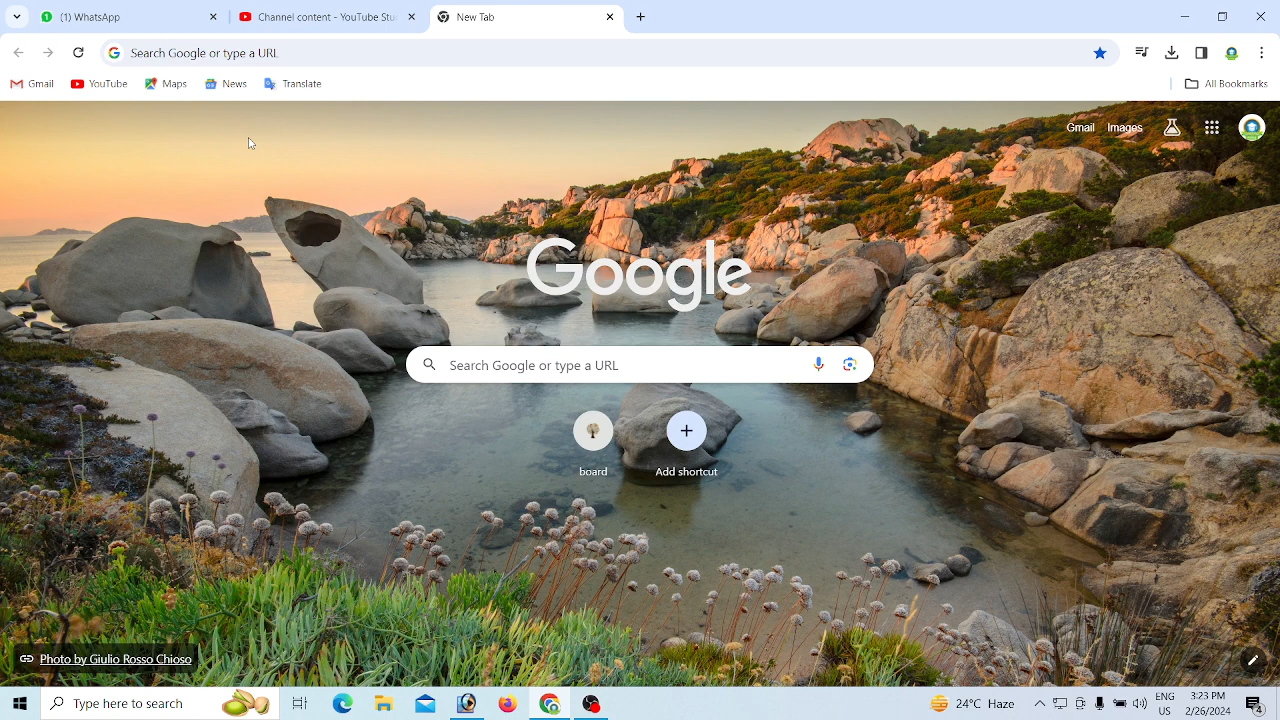 (1) WhatsApp
Channel content - YouTube Stu
New Tab
Search Google or type a URL
Gmail
YouTube
Maps
News
Translate
All Bookmarks
Gmail
Images
Google
Search Google or type a URL
board
Add shortcut
Photo by Giulio Rosso Chioso
Type here to search
24°C Haze
ENG
US
3:23 PM
2/26/2024
4